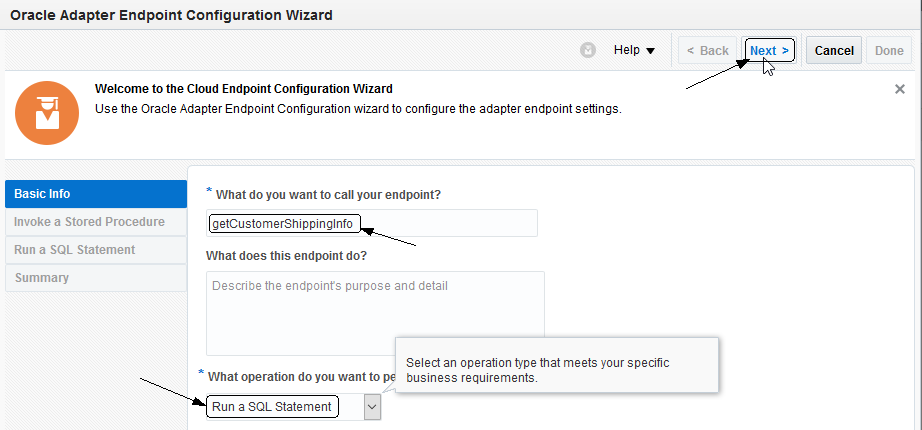 Oracle Adapter Endpoint Configuration Wizard
Help
< Back
Next >
Cancel
Done
Welcome to the Cloud Endpoint Configuration Wizard
Use the Oracle Adapter Endpoint Configuration wizard to configure the adapter endpoint settings.
Basic Info
Invoke a Stored Procedure
Run a SQL Statement
Summary
* What do you want to call your endpoint?
getCustomerShippingInfo
What does this endpoint do?
Describe the endpoint's purpose and detail
* What operation do you want to pe
Select an operation type that meets your specific
business requirements.
Run a SQL Statement